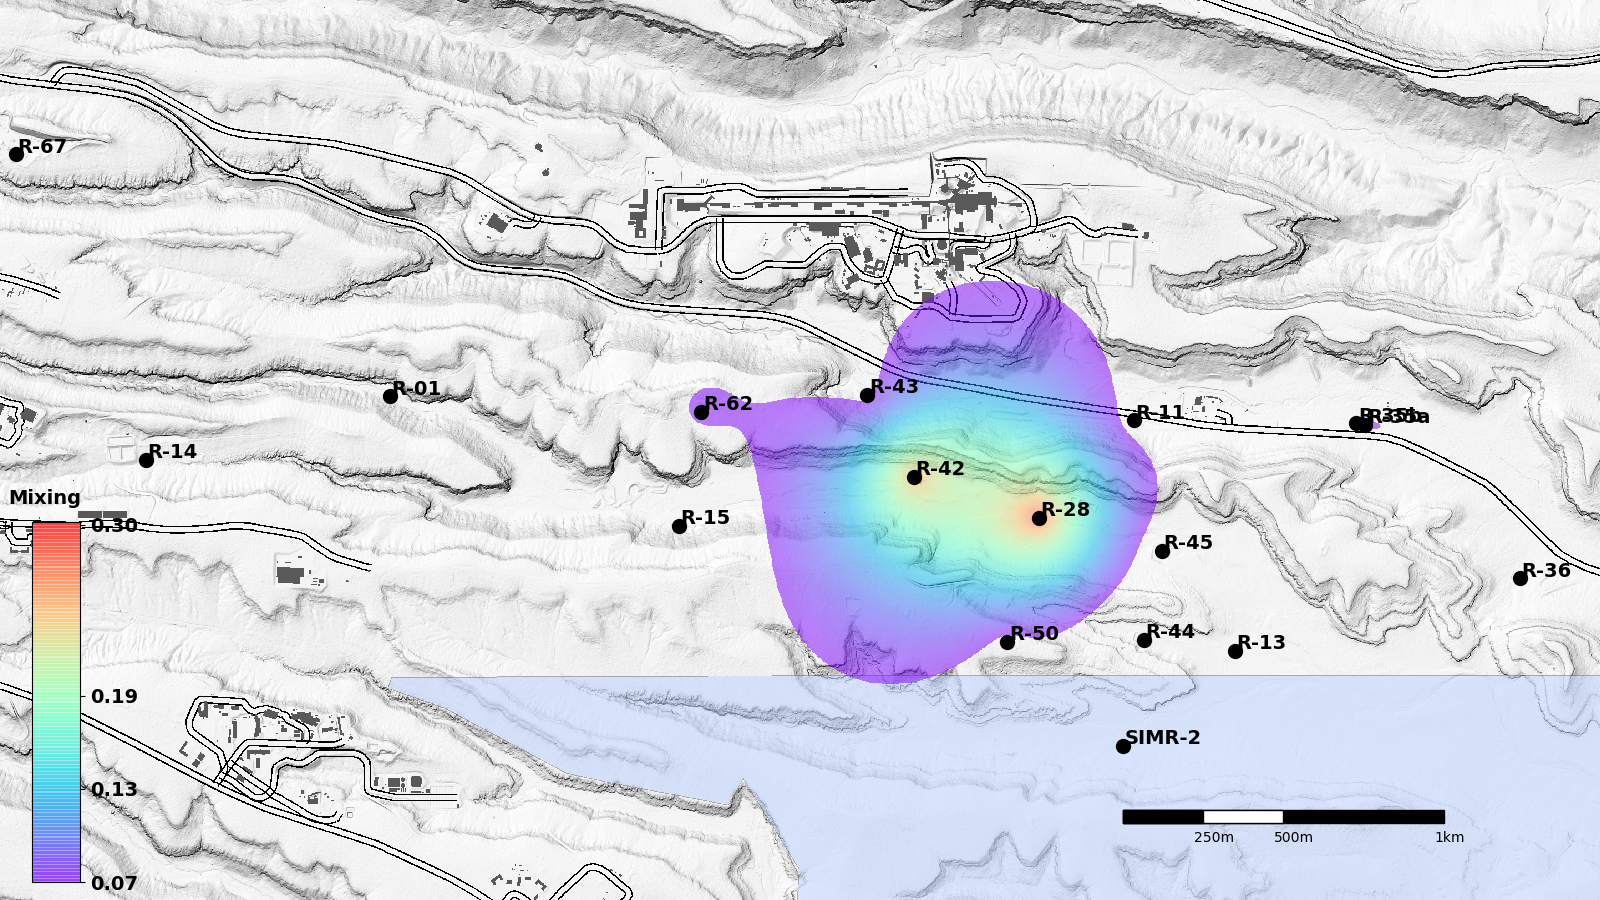 R-67
R-01
R-62
R-43
R-11
R-35b
R-35a
R-14
R-42
Mixing
0.30
R-15
R-28
R-45
R-36
R-50
R-44
R-13
0.19
SIMR-2
0.13
250m
500m
1km
0.07